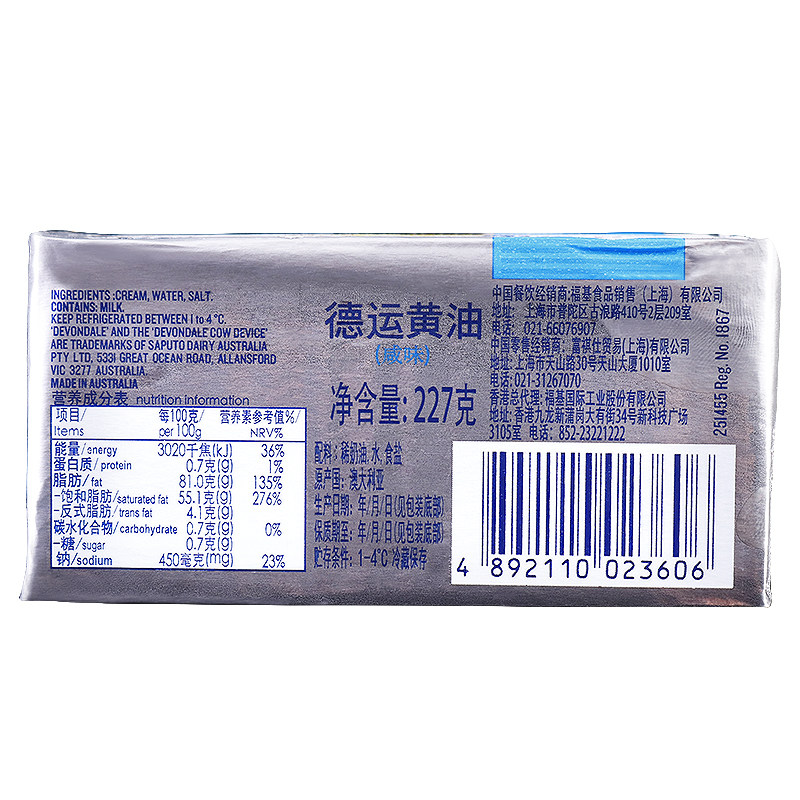 INGREDIENTS :CREAM, WATER, SALT.
CONTAINS: MILK.
KEEP REFRIGERATED BETWEEN 1 to 4 °C.
'DEVONDALE' AND THE 'DEVONDALE COW DEVICE'
ARE TRADEMARKS OF SAPUTO DAIRY AUSTRALIA
PTY LTD, 5331 GREAT OCEAN ROAD, ALLANSFORD
VIC 3277 AUSTRALIA.
MADE IN AUSTRALIA
营养成分表 nutrition information
项目/ 每100克/ 营养素参考值%/
Items per 100g NRV%
能量/energy 3020千焦(kJ) 36%
蛋白质/protein 0.7克(g) 1%
脂肪/fat 81.0克(g) 135%
-饱和脂肪/saturated fat 55.1克(g) 276%
-反式脂肪/trans fat 4.1克(g)
碳水化合物/carbohydrate 0.7克(g) 0%
-糖/sugar 0.7克(g)
钠/sodium 450毫克(mg) 23%
德运黄油
(咸味)
净含量: 227克
配料: 稀奶油, 水, 食盐
原产国: 澳大利亚
生产日期: 年/月/日(见包装底部)
保质期至: 年/月/日(见包装底部)
贮存条件: 1-4°C 冷藏保存
中国餐饮经销商:福基食品销售（上海）有限公司
地址: 上海市普陀区古浪路410号2层209室
电话: 021-66076907
中国零售经销商: 富祺仕贸易(上海)有限公司
地址:上海市天山路30号天山大厦1010室
电话:021-31267070
香港总代理:福基国际工业股份有限公司
地址:香港九龙新蒲岗大有街34号新科技广场
3105室 电话: 852-23221222
251455 Reg. No. 1867
4 892110 023606